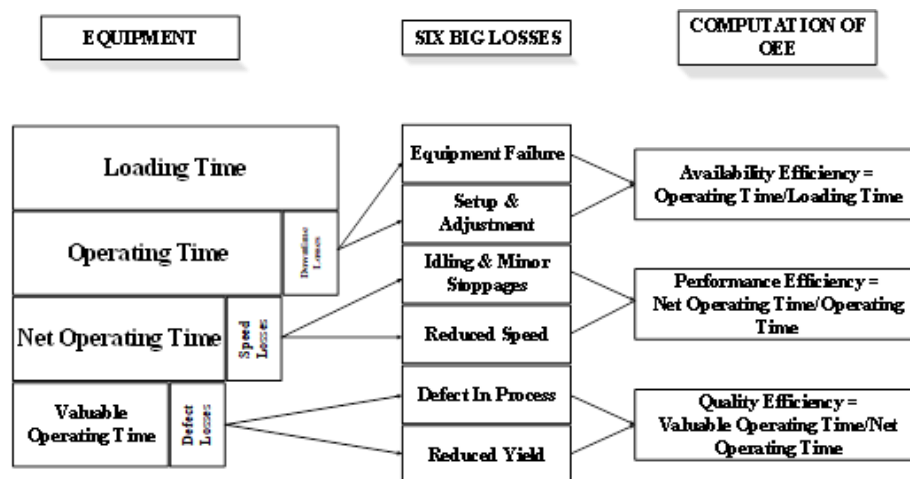 EQUIPMENT
SIX BIG LOSSES
COMPUTATION OF
OEE
Loading Time
Operating Time
Downtime
Losses
Net Operating Time
Speed
Losses
Valuable
Operating Time
Defect
Losses
Equipment Failure
Setup &
Adjustment
Idling & Minor
Stoppages
Reduced Speed
Defect In Process
Reduced Yield
Availability Efficiency =
Operating Time/Loading Time
Performance Efficiency =
Net Operating Time/Operating
Time
Quality Efficiency =
Valuable Operating Time/Net
Operating Time